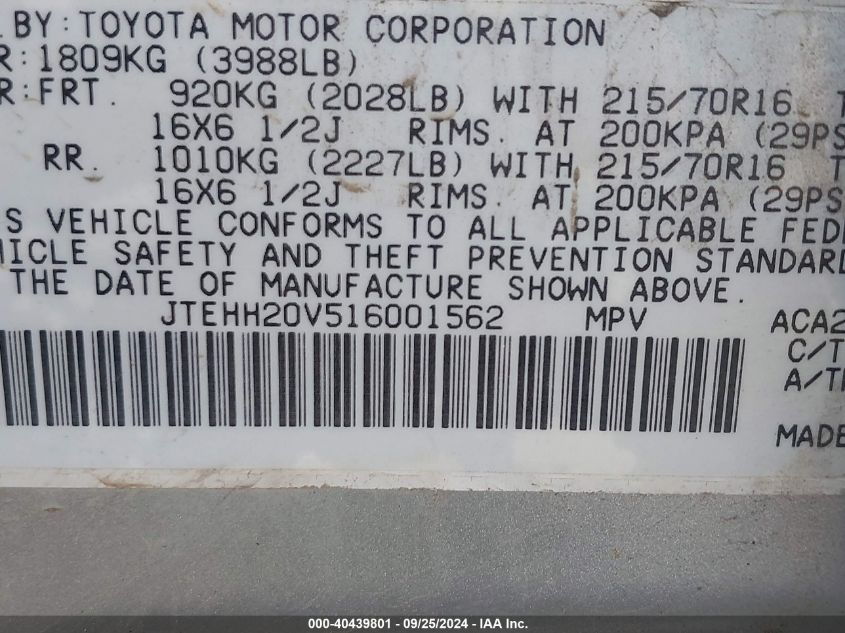 BY:TOYOTA MOTOR CORPORATION
R:1809KG (3988LB)
R:FRT. 920KG (2028LB) WITH 215/70R16 T
16X6 1/2J RIMS. AT 200KPA (29PS
RR. 1010KG (2227LB) WITH 215/70R16 T
16X6 1/2J RIMS. AT 200KPA (29PS
S VEHICLE CONFORMS TO ALL APPLICABLE FEDE
HICLE SAFETY AND THEFT PREVENTION STANDARD
THE DATE OF MANUFACTURE SHOWN ABOVE.
JTEHH20V516001562 MPV ACA2
C/T
A/T
MADE
000-40439801 - 09/25/2024 - IAA Inc.